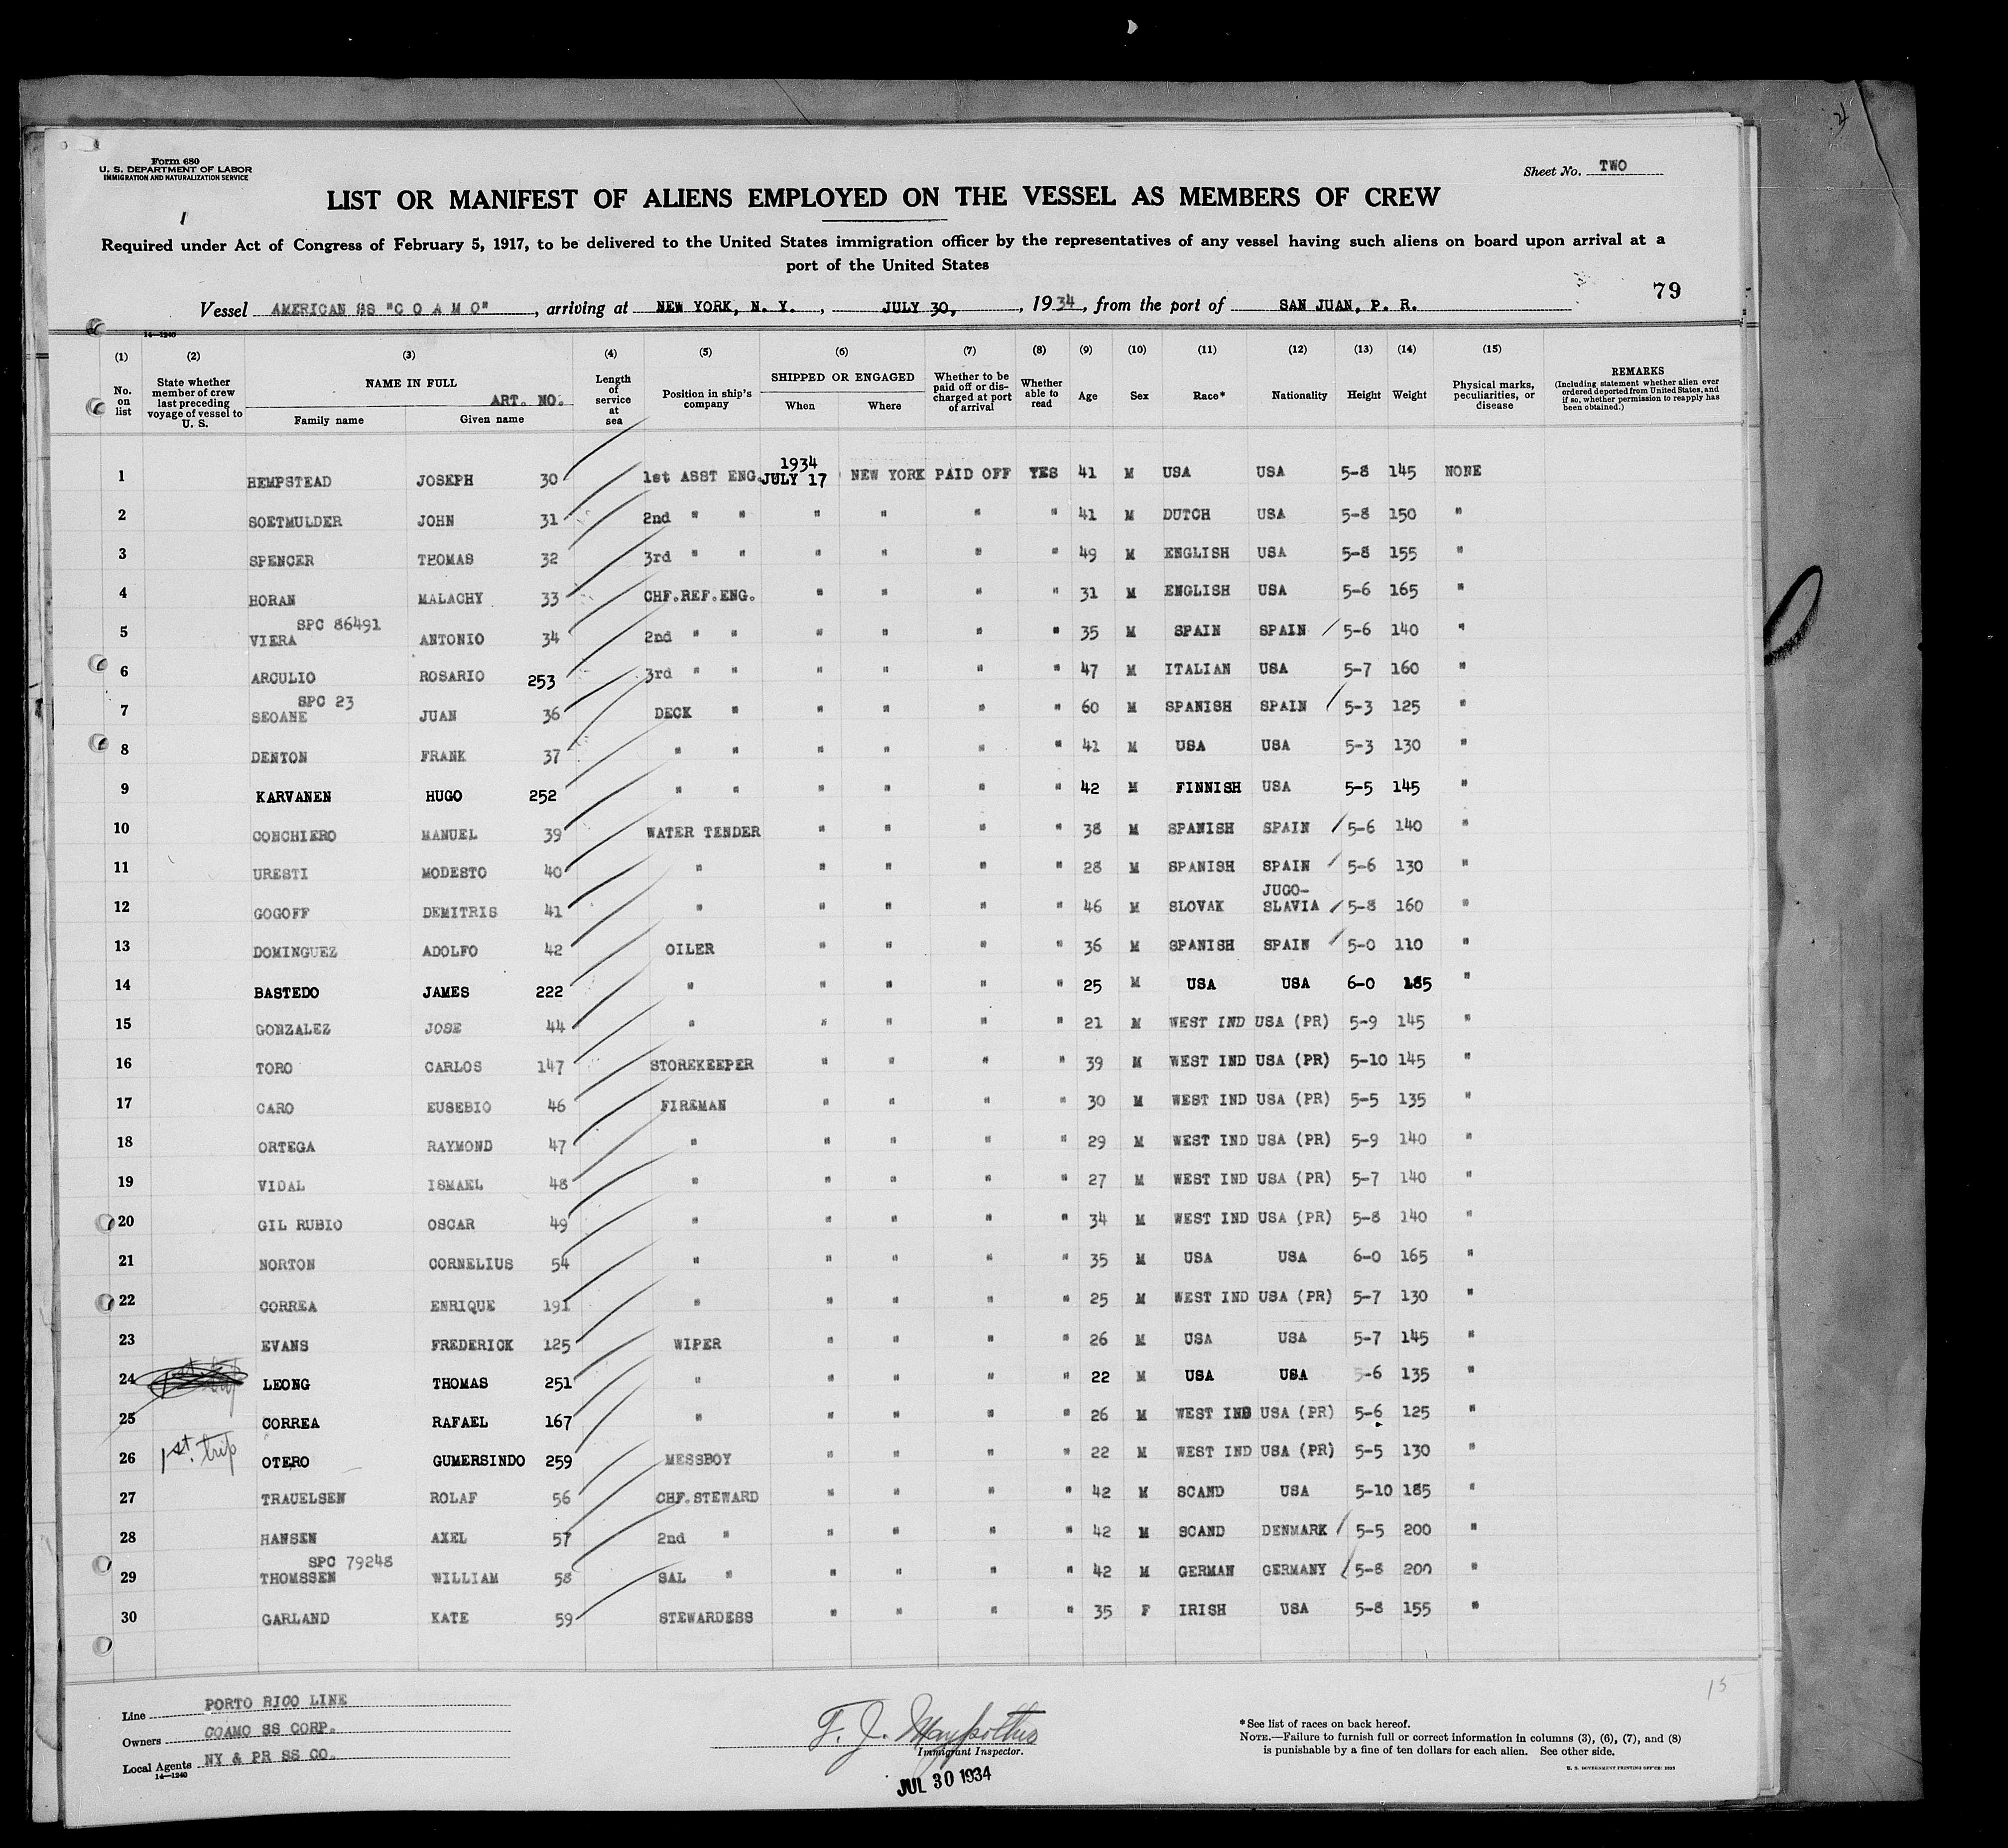 Form 680
U. S. DEPARTMENT OF LABOR
IMMIGRATION AND NATURALIZATION SERVICE
Sheet No. TWO
LIST OR MANIFEST OF ALIENS EMPLOYED ON THE VESSEL AS MEMBERS OF CREW
Required under Act of Congress of February 5, 1917, to be delivered to the United States immigration officer by the representatives of any vessel having such aliens on board upon arrival at a
port of the United States
79
Vessel AMERICAN SS "C O A M O", arriving at NEW YORK, N. Y., JULY 30, , 1934, from the port of SAN JUAN, P. R.
14—1240
(1) (2) (3) (4) (5) (6) (7) (8) (9) (10) (11) (12) (13) (14) (15)
No. on list
State whether member of crew last preceding voyage of vessel to U. S.
NAME IN FULL
ART. NO.
Family name Given name
Length of service at sea
Position in ship's company
SHIPPED OR ENGAGED
When Where
Whether to be paid off or discharged at port of arrival
Whether able to read
Age Sex Race* Nationality Height Weight
Physical marks, peculiarities, or disease
REMARKS
(Including statement whether alien ever ordered deported from United States, and if so, whether permission to reapply has been obtained.)
1 HEMPSTEAD JOSEPH 30 1st ASST ENG. 1934 JULY 17 NEW YORK PAID OFF YES 41 M USA USA 5-8 145 NONE
2 SOETMULDER JOHN 31 2nd " " " " " " 41 M DUTCH USA 5-8 150 "
3 SPENCER THOMAS 32 3rd " " " " " " 49 M ENGLISH USA 5-8 155 "
4 HORAN MALACHY 33 CHF.REF.ENG. " " " " 31 M ENGLISH USA 5-6 165 "
SPC 86491
5 VIERA ANTONIO 34 2nd " " " " " " 35 M SPAIN SPAIN 5-6 140 "
6 ARCULIO ROSARIO 253 3rd " " " " " " 47 M ITALIAN USA 5-7 160 "
SPC 23
7 SEOANE JUAN 36 DECK " " " " " 60 M SPANISH SPAIN 5-3 125 "
8 DENTON FRANK 37 " " " " " " 41 M USA USA 5-3 130 "
9 KARVANEN HUGO 252 " " " " " " 42 M FINNISH USA 5-5 145 "
10 CONCHIERO MANUEL 39 WATER TENDER " " " " 38 M SPANISH SPAIN 5-6 140 "
11 URESTI MODESTO 40 " " " " " 28 M SPANISH SPAIN 5-6 130 "
12 GOGOFF DEMITRIS 41 " " " " " 46 M SLOVAK JUGO-SLAVIA 5-8 160 "
13 DOMINGUEZ ADOLFO 42 OILER " " " " 36 M SPANISH SPAIN 5-0 110 "
14 BASTEDO JAMES 222 " " " " " 25 M USA USA 6-0 185 "
15 GONZALEZ JOSE 44 " " " " " 21 M WEST IND USA (PR) 5-9 145 "
16 TORO CARLOS 147 STOREKEEPER " " " " 39 M WEST IND USA (PR) 5-10 145 "
17 CARO EUSEBIO 46 FIREMAN " " " " 30 M WEST IND USA (PR) 5-5 135 "
18 ORTEGA RAYMOND 47 " " " " " 29 M WEST IND USA (PR) 5-9 140 "
19 VIDAL ISMAEL 48 " " " " " 27 M WEST IND USA (PR) 5-7 140 "
20 GIL RUBIO OSCAR 49 " " " " " 34 M WEST IND USA (PR) 5-8 140 "
21 NORTON CORNELIUS 54 " " " " " 35 M USA USA 6-0 165 "
22 CORREA ENRIQUE 191 " " " " " 25 M WEST IND USA (PR) 5-7 130 "
23 EVANS FREDERICK 125 WIPER " " " " 26 M USA USA 5-7 145 "
24 LEONG THOMAS 251 " " " " " 22 M USA USA 5-6 135 "
25 CORREA RAFAEL 167 " " " " " 26 M WEST IND USA (PR) 5-6 125 "
26 1st trip OTERO GUMERSINDO 259 MESSBOY " " " " 22 M WEST IND USA (PR) 5-5 130 "
27 TRAUELSEN ROLAF 56 CHF.STEWARD " " " " 42 M SCAND USA 5-10 185 "
28 HANSEN AXEL 57 2nd " " " " " 42 M SCAND DENMARK 5-5 200 "
SPC 79248
29 THOMSSEN WILLIAM 58 SAL " " " " " 42 M GERMAN GERMANY 5-8 200 "
30 GARLAND KATE 59 STEWARDESS " " " " 35 F IRISH USA 5-8 155 "
15
Line PORTO RICO LINE
Owners COAMO SS CORP.
Local Agents NY & PR SS CO.
14—1240
F. J.
Immigrant Inspector.
JUL 30 1934
*See list of races on back hereof.
NOTE.—Failure to furnish full or correct information in columns (3), (6), (7), and (8)
is punishable by a fine of ten dollars for each alien. See other side.
U. S. GOVERNMENT PRINTING OFFICE